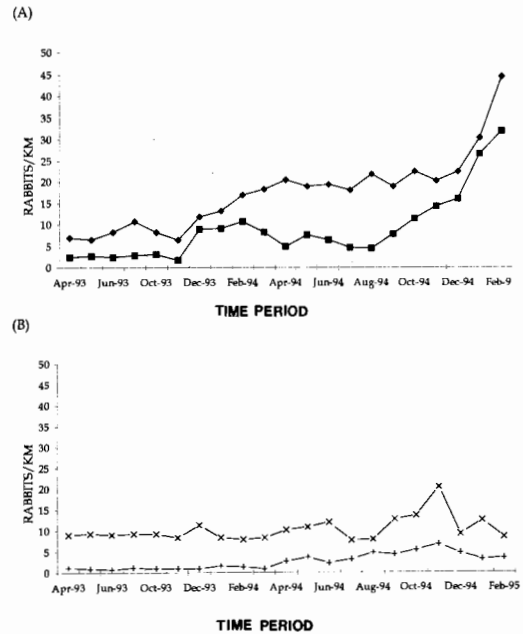 (A)
50
45
40
35
30
25
20
15
10
5
0
RABBITS/KM
Apr-93 Jun-93 Oct-93 Dec-93 Feb-94 Apr-94 Jun-94 Aug-94 Oct-94 Dec-94 Feb-9
TIME PERIOD
(B)
50
45
40
35
30
25
20
15
10
5
0
RABBITS/KM
Apr-93 Jun-93 Oct-93 Dec-93 Feb-94 Apr-94 Jun-94 Aug-94 Oct-94 Dec-94 Feb-95
TIME PERIOD